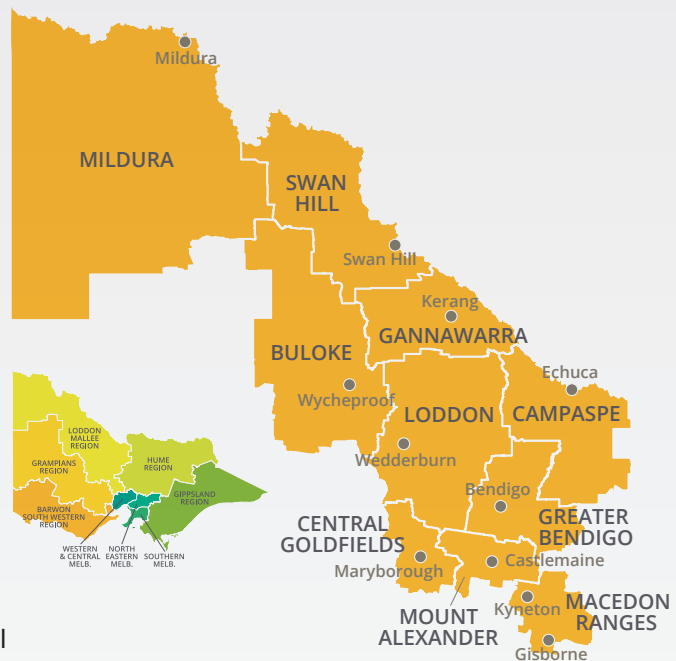 Mildura
MILDURA
SWAN
HILL
Swan Hill
Kerang
GANNAWARRA
BULOKE
Wycheproof
Echuca
LODDON
CAMPASPE
Wedderburn
Bendigo
GREATER
BENDIGO
CENTRAL
GOLDFIELDS
Maryborough
Castlemaine
MOUNT
ALEXANDER
Kyneton
MACEDON
RANGES
Gisborne
LODDON
MALLEE
REGION
HUME
REGION
GRAMPIANS
REGION
GIPPSLAND
REGION
BARWON
SOUTH WESTERN
REGION
WESTERN
& CENTRAL
MELB.
NORTH
EASTERN
MELB.
SOUTHERN
MELB.